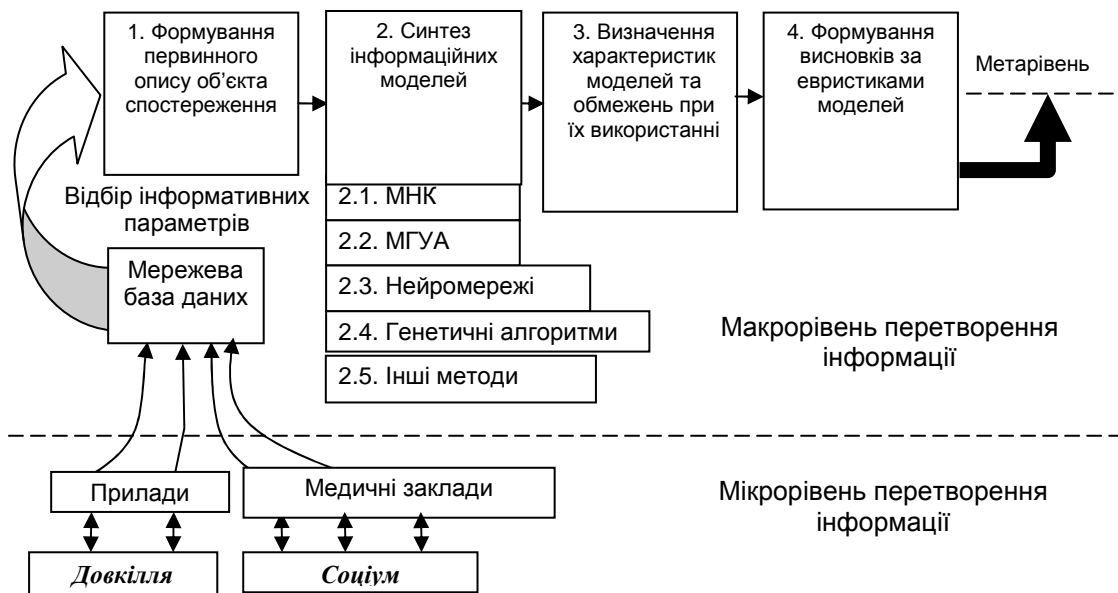 1. Формування
первинного
опису об’єкта
спостереження
2. Синтез
інформаційних
моделей
3. Визначення
характеристик
моделей та
обмежень при
їх використанні
4. Формування
висновків за
евристиками
моделей
Метарівень
Відбір інформативних
параметрів
2.1. МНК
2.2. МГУА
2.3. Нейромережі
2.4. Генетичні алгоритми
2.5. Інші методи
Мережева
база даних
Макрорівень перетворення
інформації
Прилади
Медичні заклади
Мікрорівень перетворення
інформації
Довкілля
Соціум